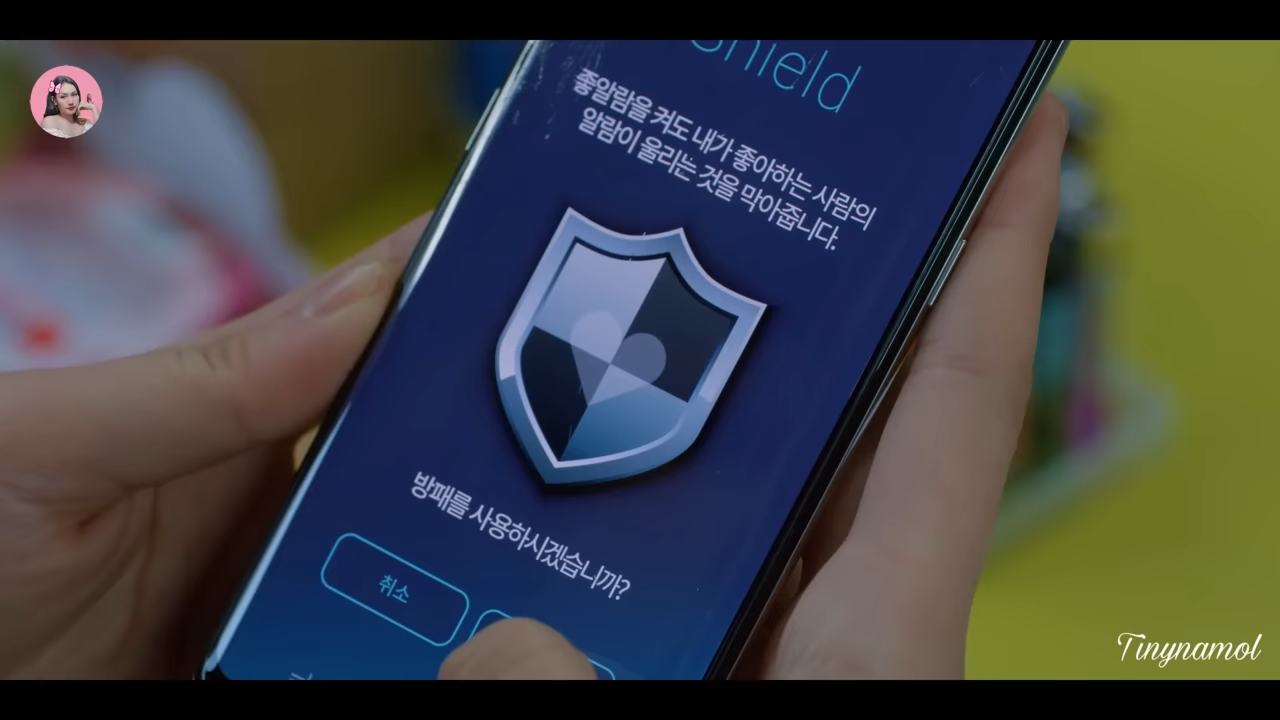 Shield
좋알람을 켜도 내가 좋아하는 사람의
알람이 울리는 것을 막아줍니다.
방패를 사용하시겠습니까?
취소
Tinynamol